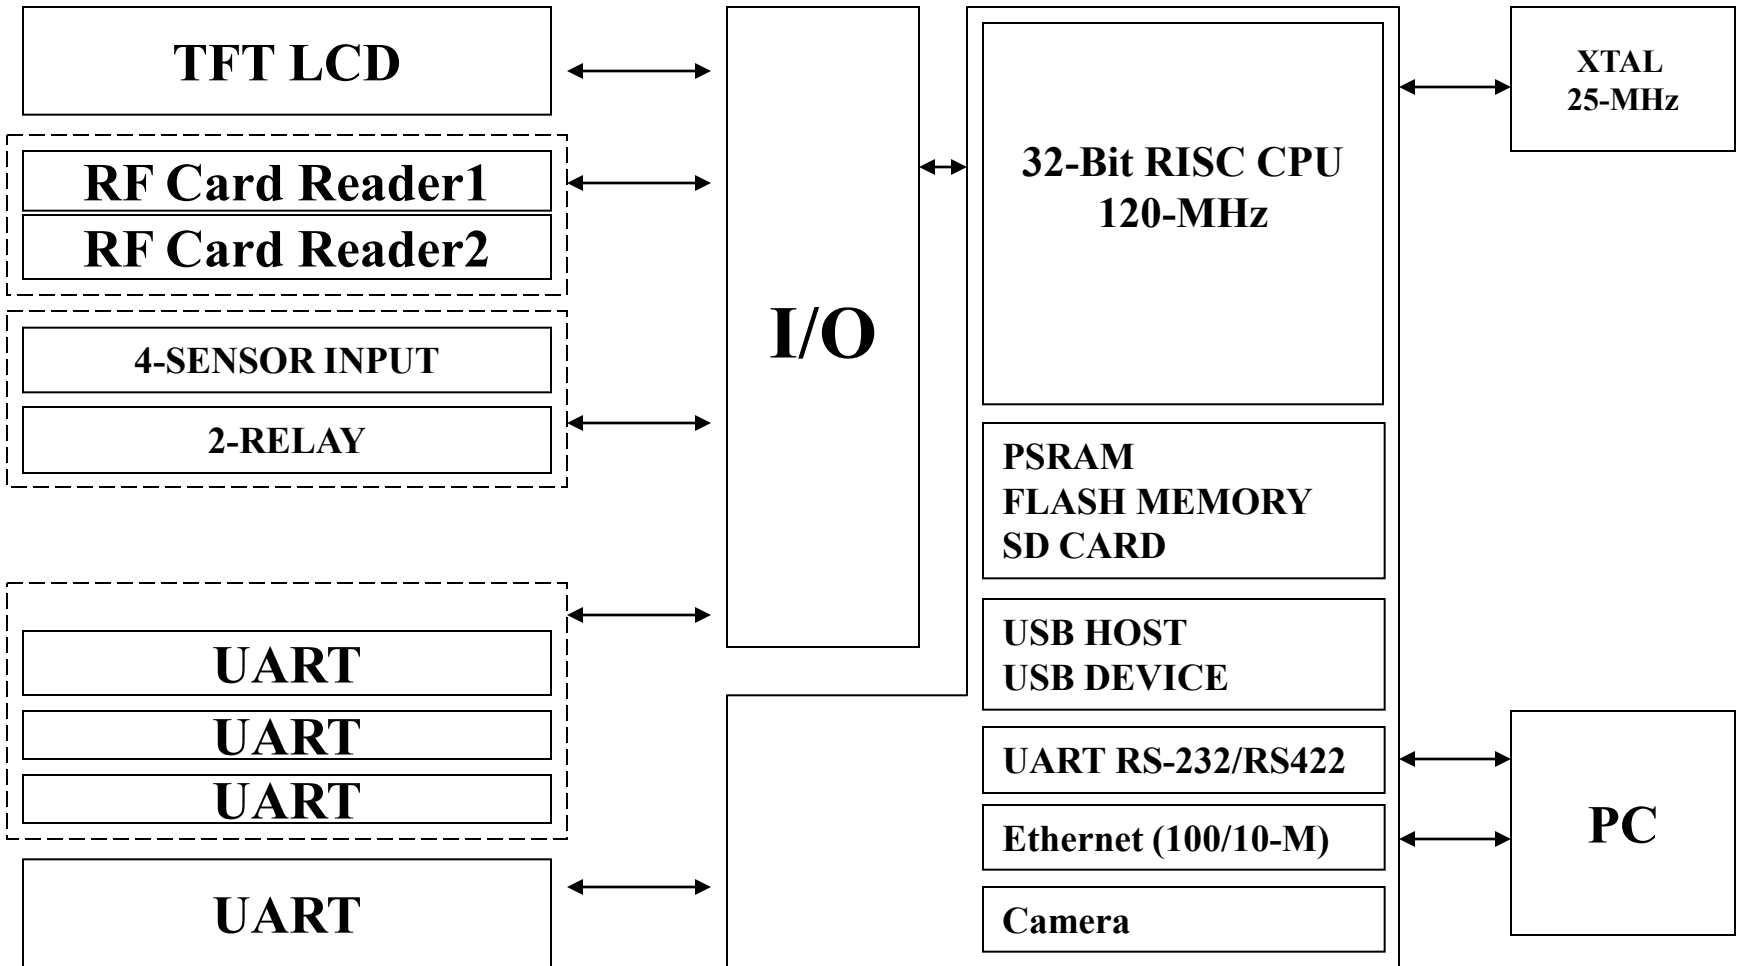 TFT LCD
RF Card Reader1
RF Card Reader2
4-SENSOR INPUT
2-RELAY
UART
UART
UART
UART
I/O
32-Bit RISC CPU
120-MHz
PSRAM
FLASH MEMORY
SD CARD
USB HOST
USB DEVICE
UART RS-232/RS422
Ethernet (100/10-M)
Camera
XTAL
25-MHz
PC